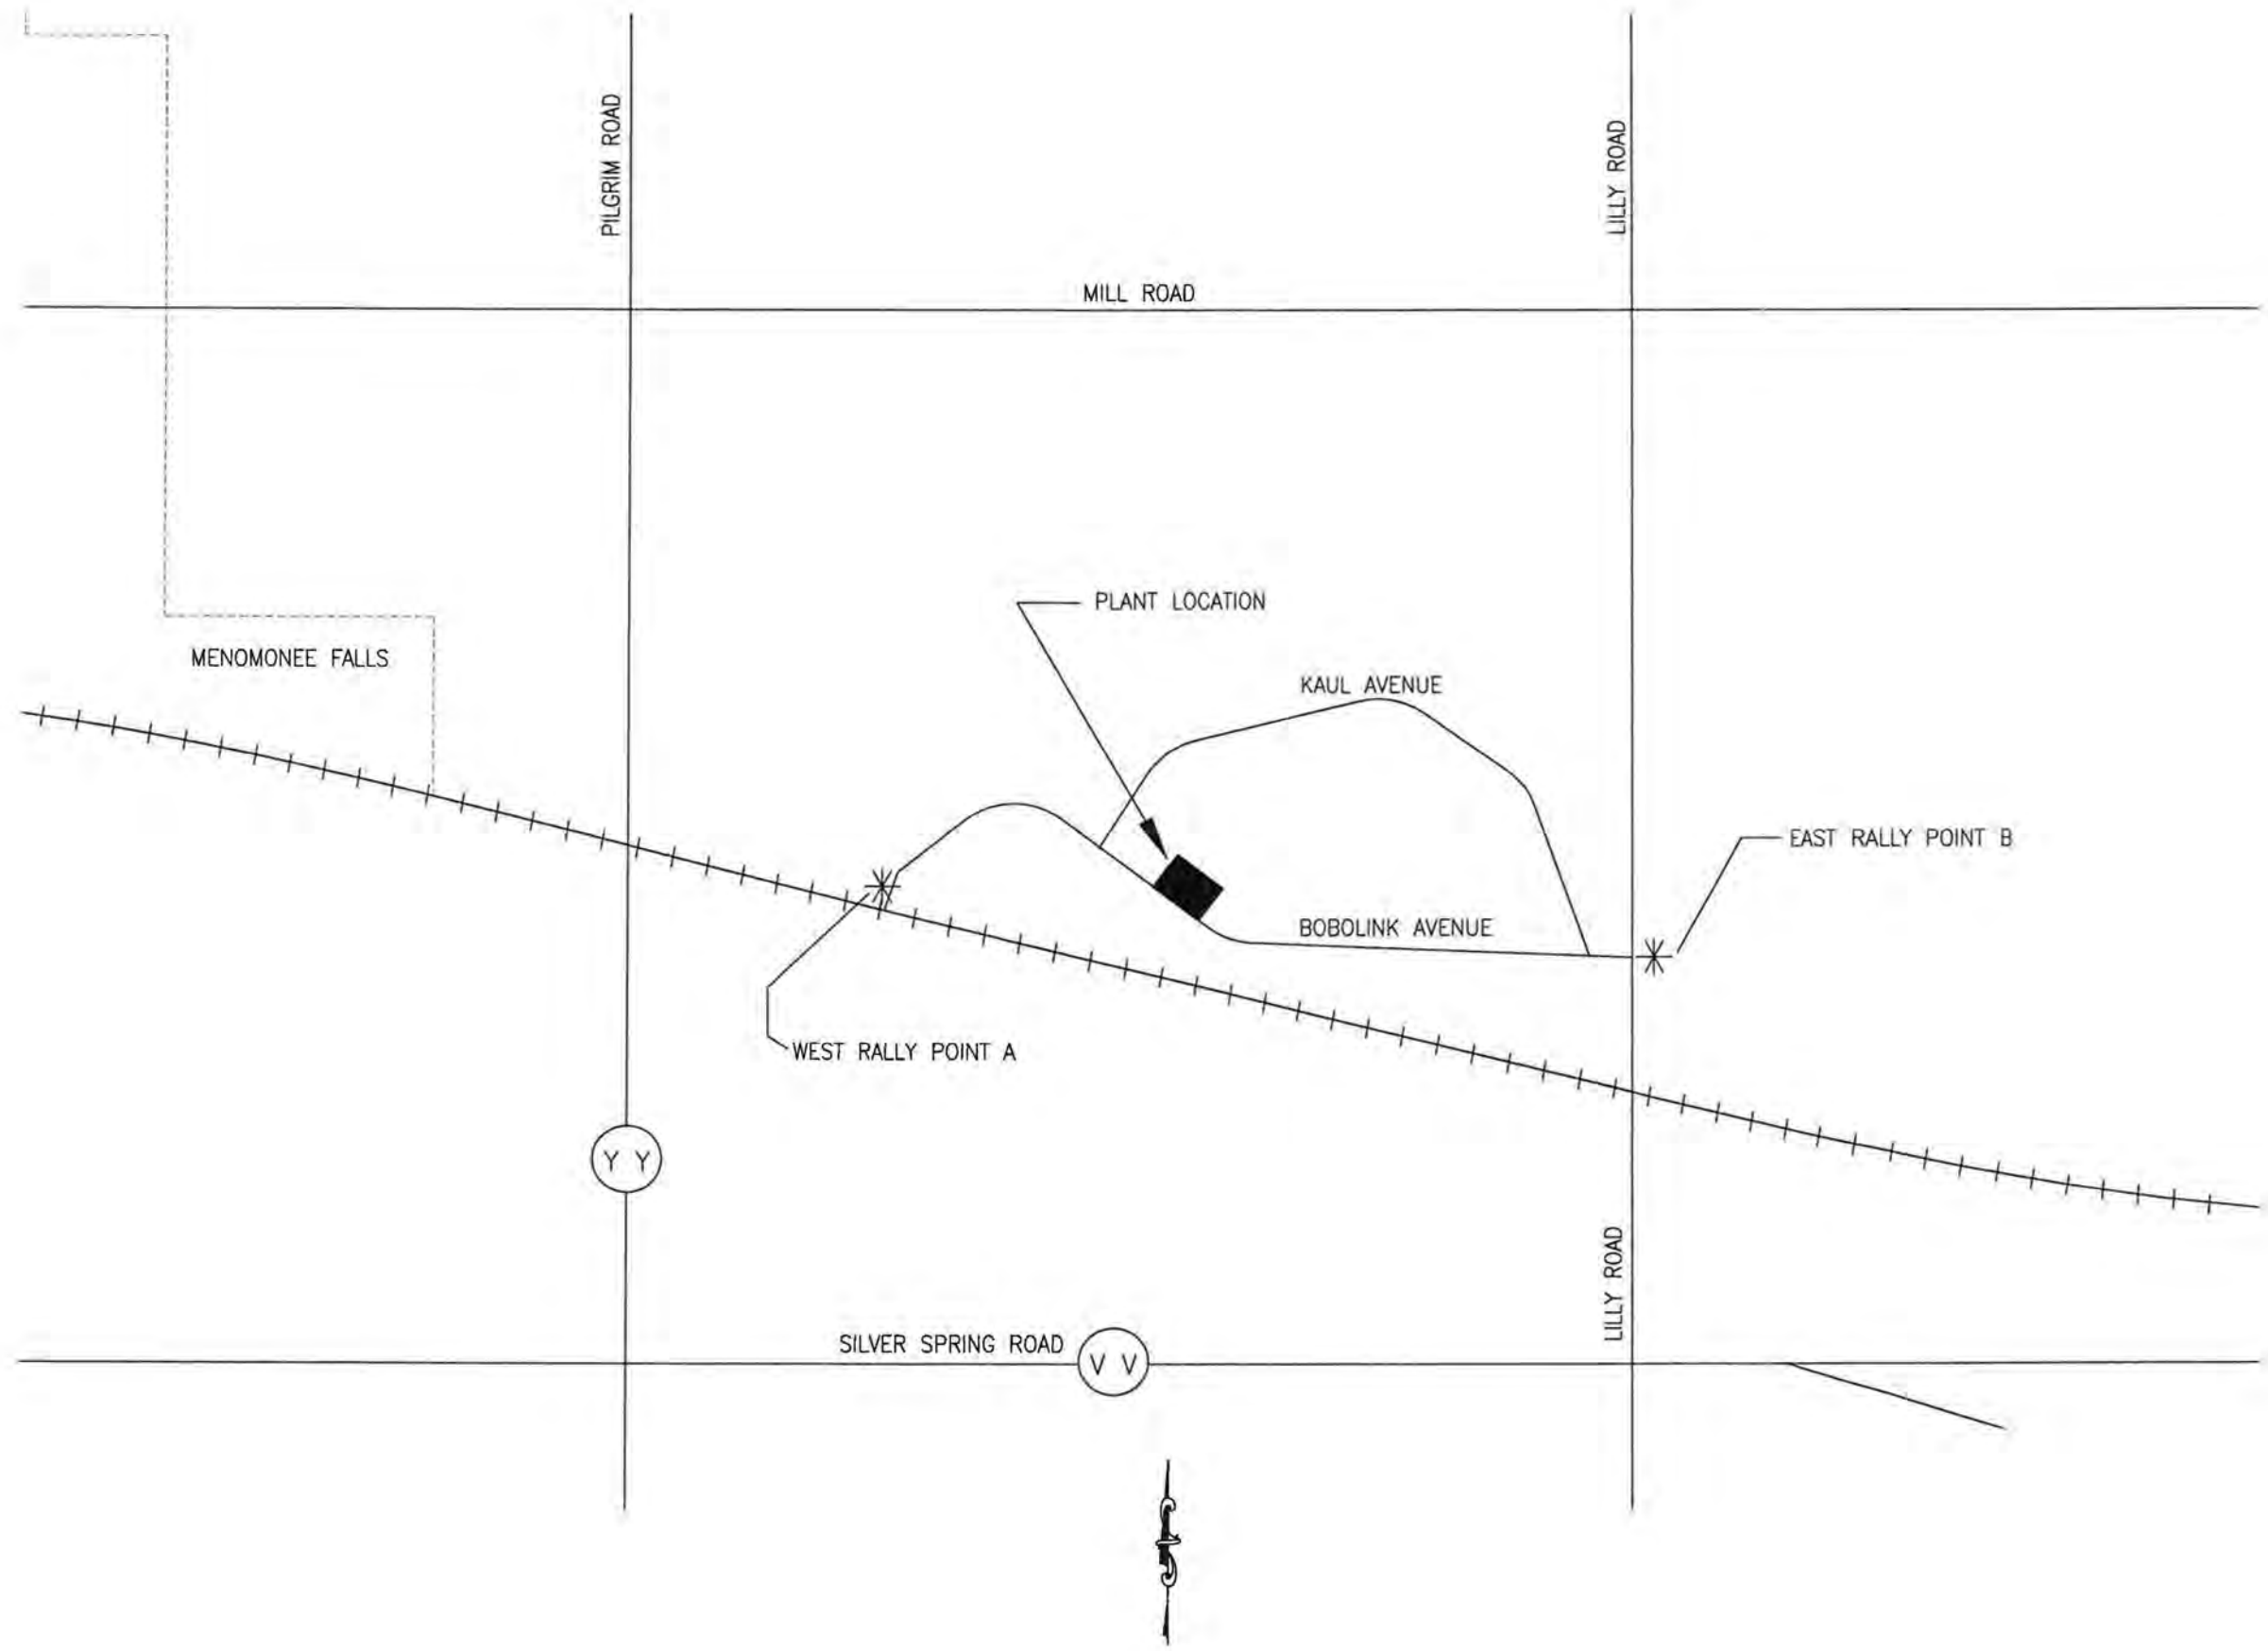 PILGRIM ROAD
LILLY ROAD
MILL ROAD
PLANT LOCATION
MENOMONEE FALLS
KAUL AVENUE
EAST RALLY POINT B
BOBOLINK AVENUE
WEST RALLY POINT A
Y Y
LILLY ROAD
SILVER SPRING ROAD
V V